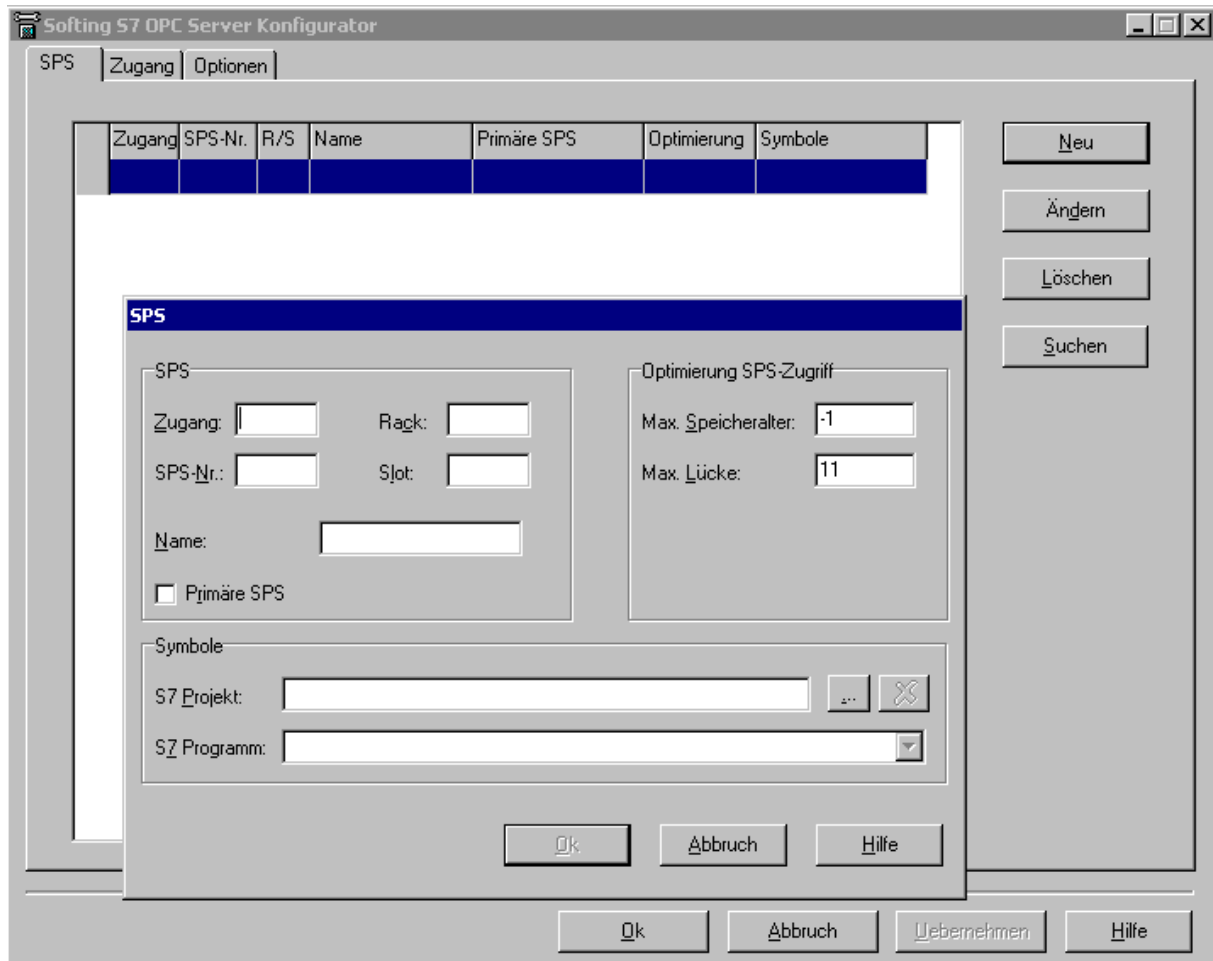 Softing S7 OPC Server Konfigurator
SPS Zugang Optionen
Zugang SPS-Nr. R/S Name Primäre SPS Optimierung Symbole
Neu
Ändern
Löschen
Suchen
SPS
SPS
Zugang: Rack:
SPS-Nr.: Slot:
Name:
Primäre SPS
Optimierung SPS-Zugriff
Max. Speicheralter: -1
Max. Lücke: 11
Symbole
S7 Projekt: ...
S7 Programm:
Ok Abbruch Hilfe
Ok Abbruch Uebernehmen Hilfe